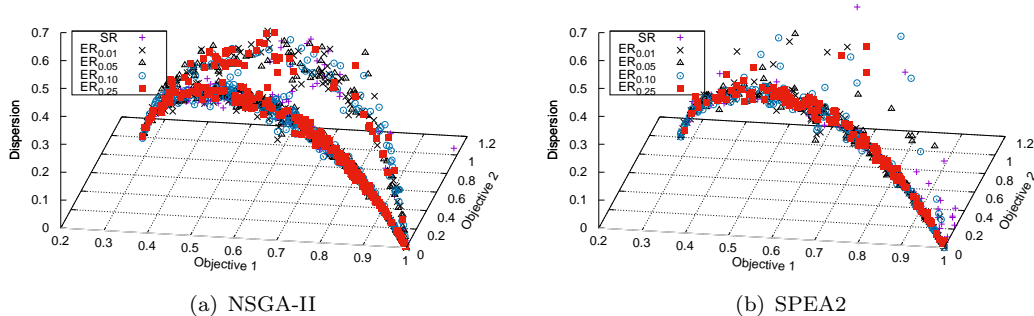 SR
ER0.01
ER0.05
ER0.10
ER0.25
0.7
0.6
0.5
0.4
0.3
0.2
0.1
0
Dispersion
0.2
0.3
0.4
0.5
0.6
0.7
0.8
0.9
1
Objective 1
0
0.2
0.4
0.6
0.8
1
1.2
Objective 2
(a) NSGA-II
SR
ER0.01
ER0.05
ER0.10
ER0.25
0.7
0.6
0.5
0.4
0.3
0.2
0.1
0
Dispersion
0.2
0.3
0.4
0.5
0.6
0.7
0.8
0.9
1
Objective 1
0
0.2
0.4
0.6
0.8
1
1.2
Objective 2
(b) SPEA2